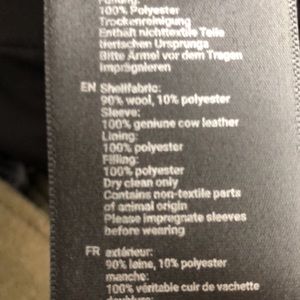 100% Polyester
Trockenreinigung
Enthält nichttextile Teile
tierischen Ursprungs
Bitte Ärmel vor dem Tragen
imprägnieren
EN Shellfabric:
90% wool, 10% polyester
Sleeve:
100% geniune cow leather
Lining:
100% polyester
Filling:
100% polyester
Dry clean only
Contains non-textile parts
of animal origin
Please impregnate sleeves
before wearing
FR extérieur:
90% leine, 10% polyester
manche:
100% véritable cuir de vachette